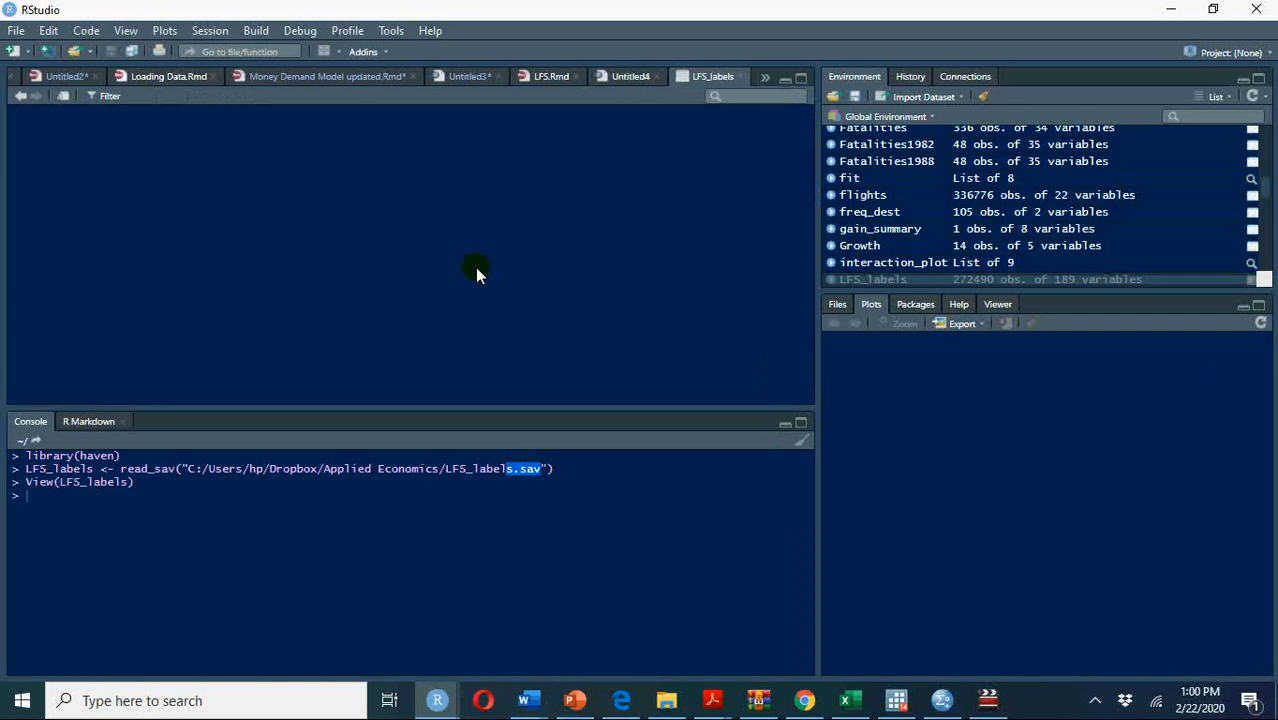 RStudio
File Edit Code View Plots Session Build Debug Profile Tools Help
Go to file/function Addins Project: (None)
Untitled2* Loading Data.Rmd Money Demand Model updated.Rmd* Untitled3* LFS.Rmd Untitled4 LFS_labels
Filter
Environment History Connections
Import Dataset List
Global Environment
Fatalities 336 obs. of 34 variables
Fatalities1982 48 obs. of 35 variables
Fatalities1988 48 obs. of 35 variables
fit List of 8
flights 336776 obs. of 22 variables
freq_dest 105 obs. of 2 variables
gain_summary 1 obs. of 8 variables
Growth 14 obs. of 5 variables
interaction_plot List of 9
LFS_labels 272490 obs. of 189 variables
Files Plots Packages Help Viewer
Zoom Export
Console R Markdown
~/
> library(haven)
> LFS_labels <- read_sav("C:/Users/hp/Dropbox/Applied Economics/LFS_labels.sav")
> View(LFS_labels)
>
Type here to search
1:00 PM
2/22/2020